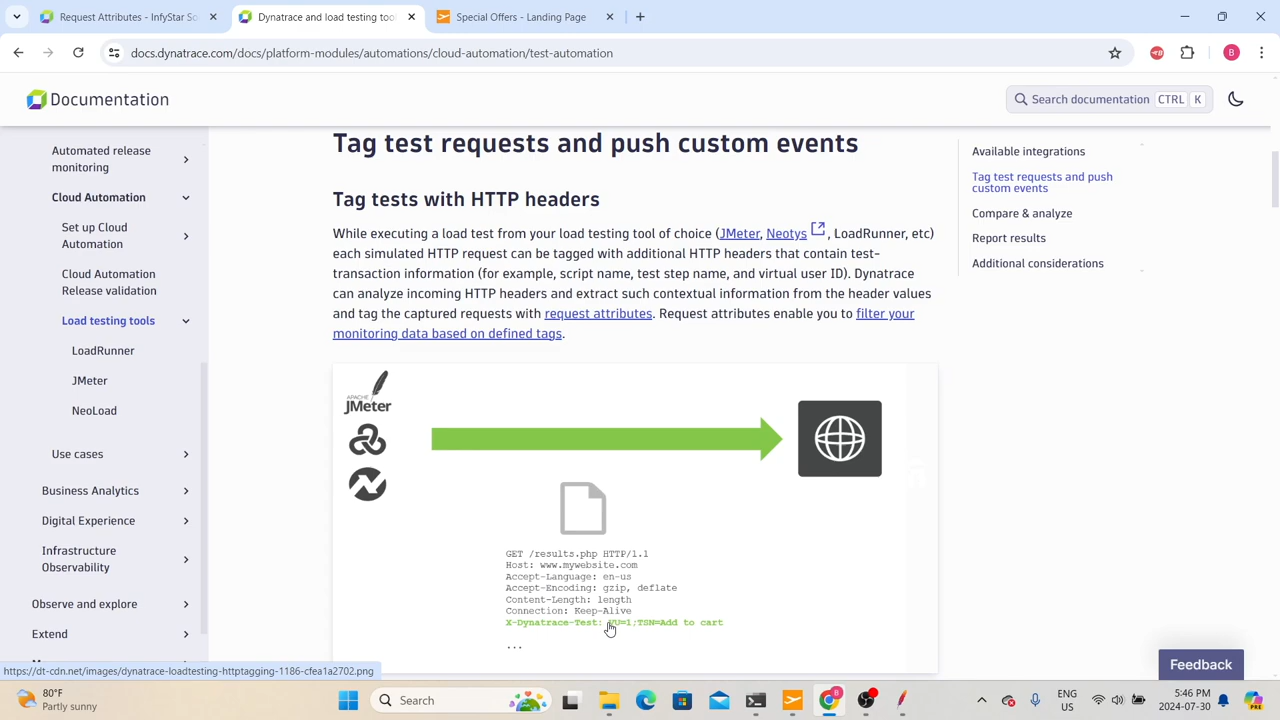 Request Attributes - InfyStar So
Dynatrace and load testing tool
Special Offers - Landing Page
docs.dynatrace.com/docs/platform-modules/automations/cloud-automation/test-automation
B
Documentation
Search documentation CTRL K
Automated release
monitoring
Cloud Automation
Set up Cloud
Automation
Cloud Automation
Release validation
Load testing tools
LoadRunner
JMeter
NeoLoad
Use cases
Business Analytics
Digital Experience
Infrastructure
Observability
Observe and explore
Extend
Tag test requests and push custom events
Tag tests with HTTP headers
While executing a load test from your load testing tool of choice (JMeter, Neotys , LoadRunner, etc)
each simulated HTTP request can be tagged with additional HTTP headers that contain test-
transaction information (for example, script name, test step name, and virtual user ID). Dynatrace
can analyze incoming HTTP headers and extract such contextual information from the header values
and tag the captured requests with request attributes. Request attributes enable you to filter your
monitoring data based on defined tags.
APACHE
JMeter
GET /results.php HTTP/1.1
Host: www.mywebsite.com
Accept-Language: en-us
Accept-Encoding: gzip, deflate
Content-Length: length
Connection: Keep-Alive
X-Dynatrace-Test: VU=1;TSN=Add to cart
...
Available integrations
Tag test requests and push
custom events
Compare & analyze
Report results
Additional considerations
Feedback
https://dt-cdn.net/images/dynatrace-loadtesting-httptagging-1186-cfea1a2702.png
80°F
Partly sunny
Search
ENG
US
5:46 PM
2024-07-30